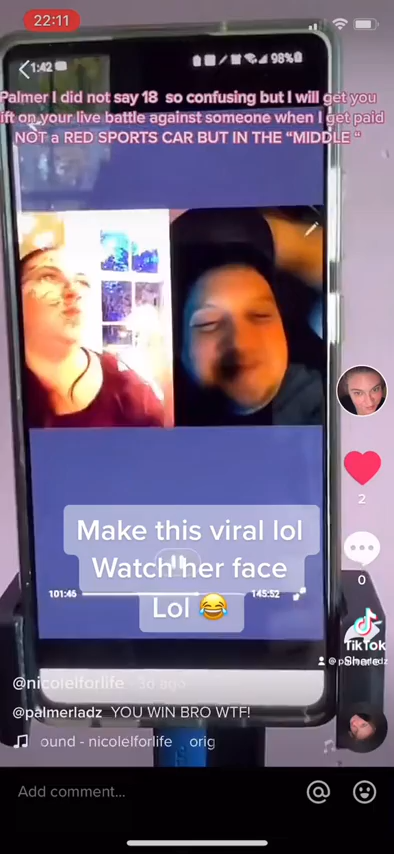 22:11
1:42
98%
Palmer I did not say 18 so confusing but I will get you
ift on your live battle against someone when I get paid
NOT a RED SPORTS CAR BUT IN THE “MIDDLE “
Make this viral lol
Watch her face
Lol 😂
101:46
145:52
2
0
TikTok
Share
@nicolelforlife · 3d ago
@palmerladz YOU WIN BRO WTF!
ound - nicolelforlife
orig
Add comment...